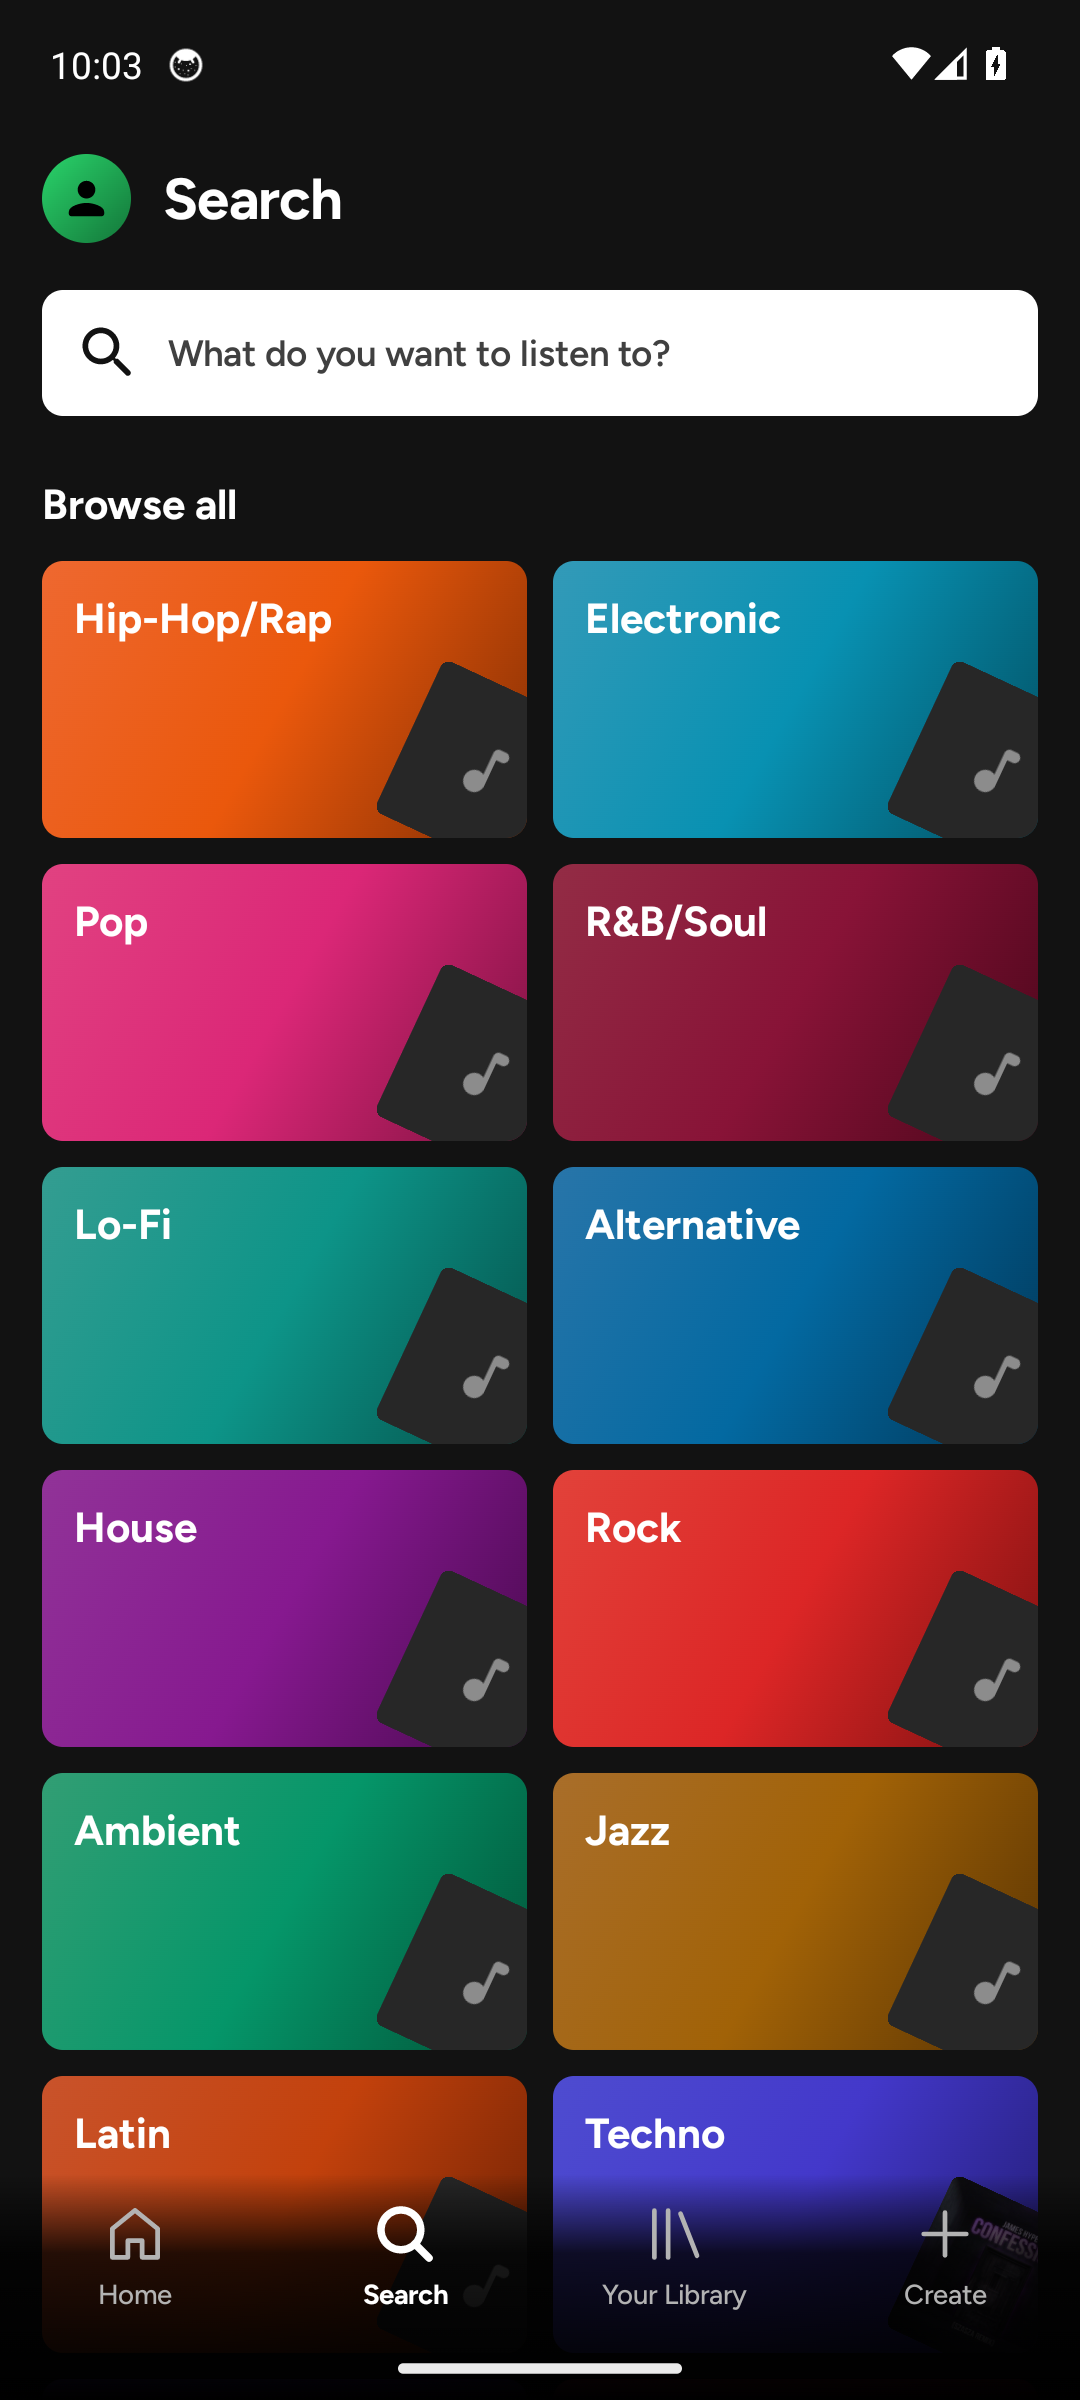 10:03
Search
What do you want to listen to?
Browse all
Hip-Hop/Rap
Electronic
Pop
R&B/Soul
Lo-Fi
Alternative
House
Rock
Ambient
Jazz
Latin
Techno
Home
Search
Your Library
Create